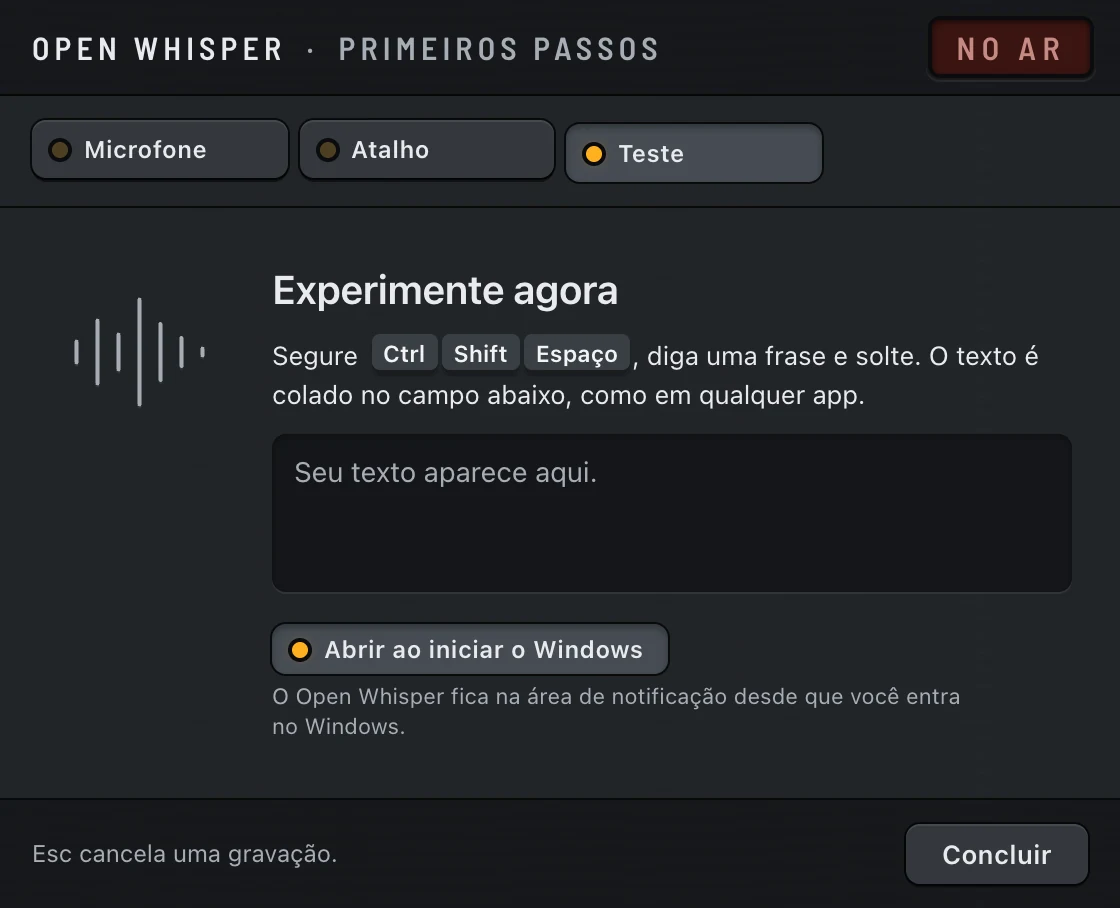 OPEN WHISPER · PRIMEIROS PASSOS
NO AR
Microfone
Atalho
Teste
Experimente agora
Segure Ctrl Shift Espaço, diga uma frase e solte. O texto é
colado no campo abaixo, como em qualquer app.
Seu texto aparece aqui.
Abrir ao iniciar o Windows
O Open Whisper fica na área de notificação desde que você entra
no Windows.
Esc cancela uma gravação.
Concluir